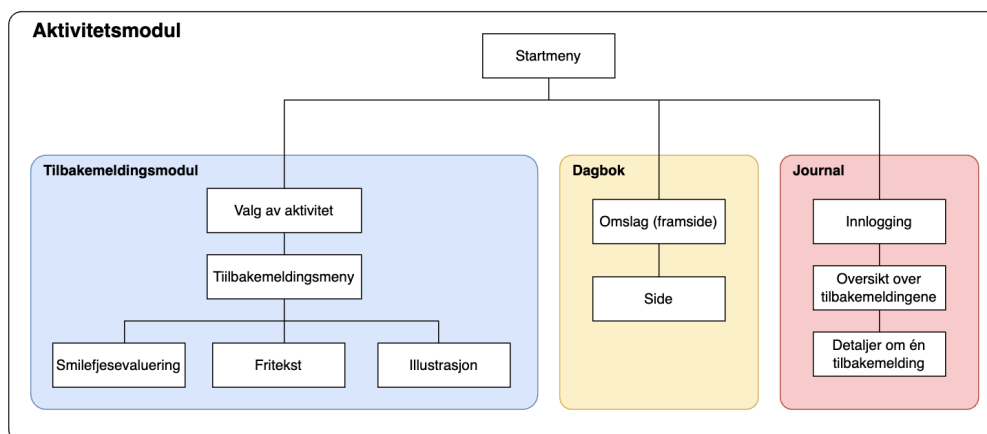 Aktivitetsmodul
Startmeny
Tilbakemeldingsmodul
Valg av aktivitet
Tiilbakemeldingsmeny
Smilefjesevaluering
Fritekst
Illustrasjon
Dagbok
Omslag (framside)
Side
Journal
Innlogging
Oversikt over
tilbakemeldingene
Detaljer om én
tilbakemelding